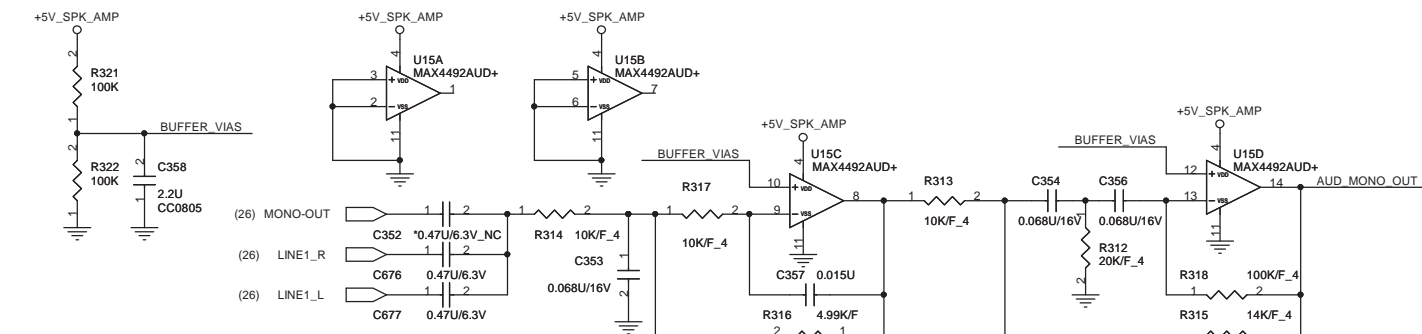 +5V_SPK_AMP
2
R321
100K
1
BUFFER_VIAS
2
R322
100K
1
2
C358
2.2U
CC0805
1
+5V_SPK_AMP
4
U15A
MAX4492AUD+
3
+ VDD
2
- VSS
1
11
+5V_SPK_AMP
4
U15B
MAX4492AUD+
5
+ VDD
6
- VSS
7
11
(26) MONO-OUT
1 2
C352 *0.47U/6.3V_NC
(26) LINE1_R
1 2
C676 0.47U/6.3V
(26) LINE1_L
1 2
C677 0.47U/6.3V
1 2
R314 10K/F_4
C353
1
0.068U/16V
2
BUFFER_VIAS
R317
1 2
10K/F_4
+5V_SPK_AMP
4
U15C
MAX4492AUD+
10
+ VDD
9
- VSS
8
11
C357 0.015U
R316 4.99K/F
2 1
R313
1 2
10K/F_4
C354 C356
0.068U/16V 0.068U/16V
1
R312
20K/F_4
2
BUFFER_VIAS
+5V_SPK_AMP
4
U15D
MAX4492AUD+
12
+ VDD
13
- VSS
14
11
AUD_MONO_OUT
R318 100K/F_4
1 2
R315 14K/F_4